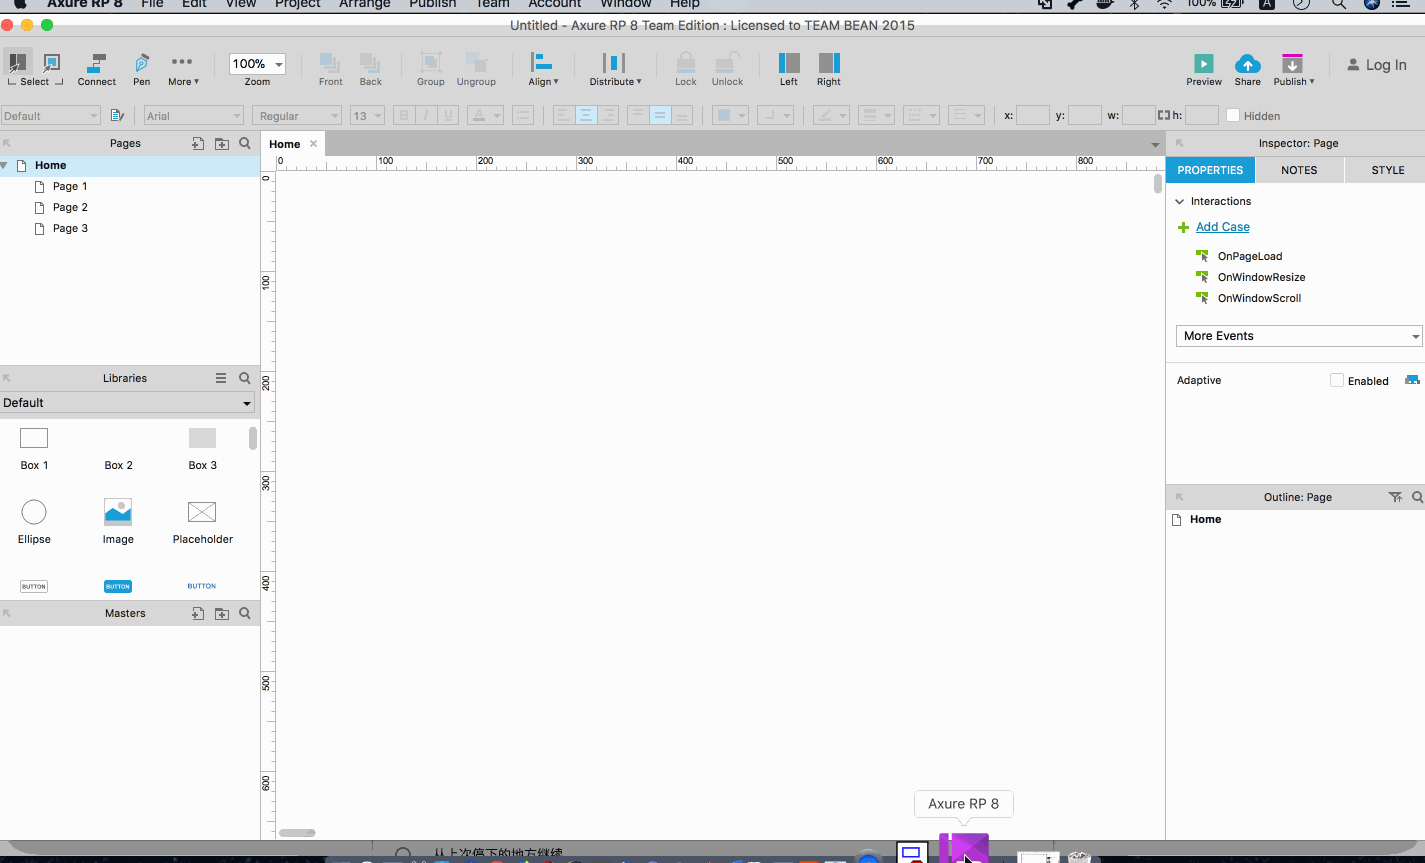 Axure RP 8 File Edit View Project Arrange Publish Team Account Window Help 100% A
Untitled - Axure RP 8 Team Edition : Licensed to TEAM BEAN 2015
100%
Select Connect Pen More Zoom Front Back Group Ungroup Align Distribute Lock Unlock Left Right Preview Share Publish Log In
Default Arial Regular 13 B I U A x: y: w: h: Hidden
Pages
Home
Page 1
Page 2
Page 3
Libraries
Default
Box 1 Box 2 Box 3
Ellipse Image Placeholder
BUTTON BUTTON BUTTON
Masters
Home
0 100 200 300 400 500 600 700 800
0
100
200
300
400
500
600
Inspector: Page
PROPERTIES NOTES STYLE
Interactions
Add Case
OnPageLoad
OnWindowResize
OnWindowScroll
More Events
Adaptive Enabled
Outline: Page
Home
Axure RP 8
从上次停下的地方继续